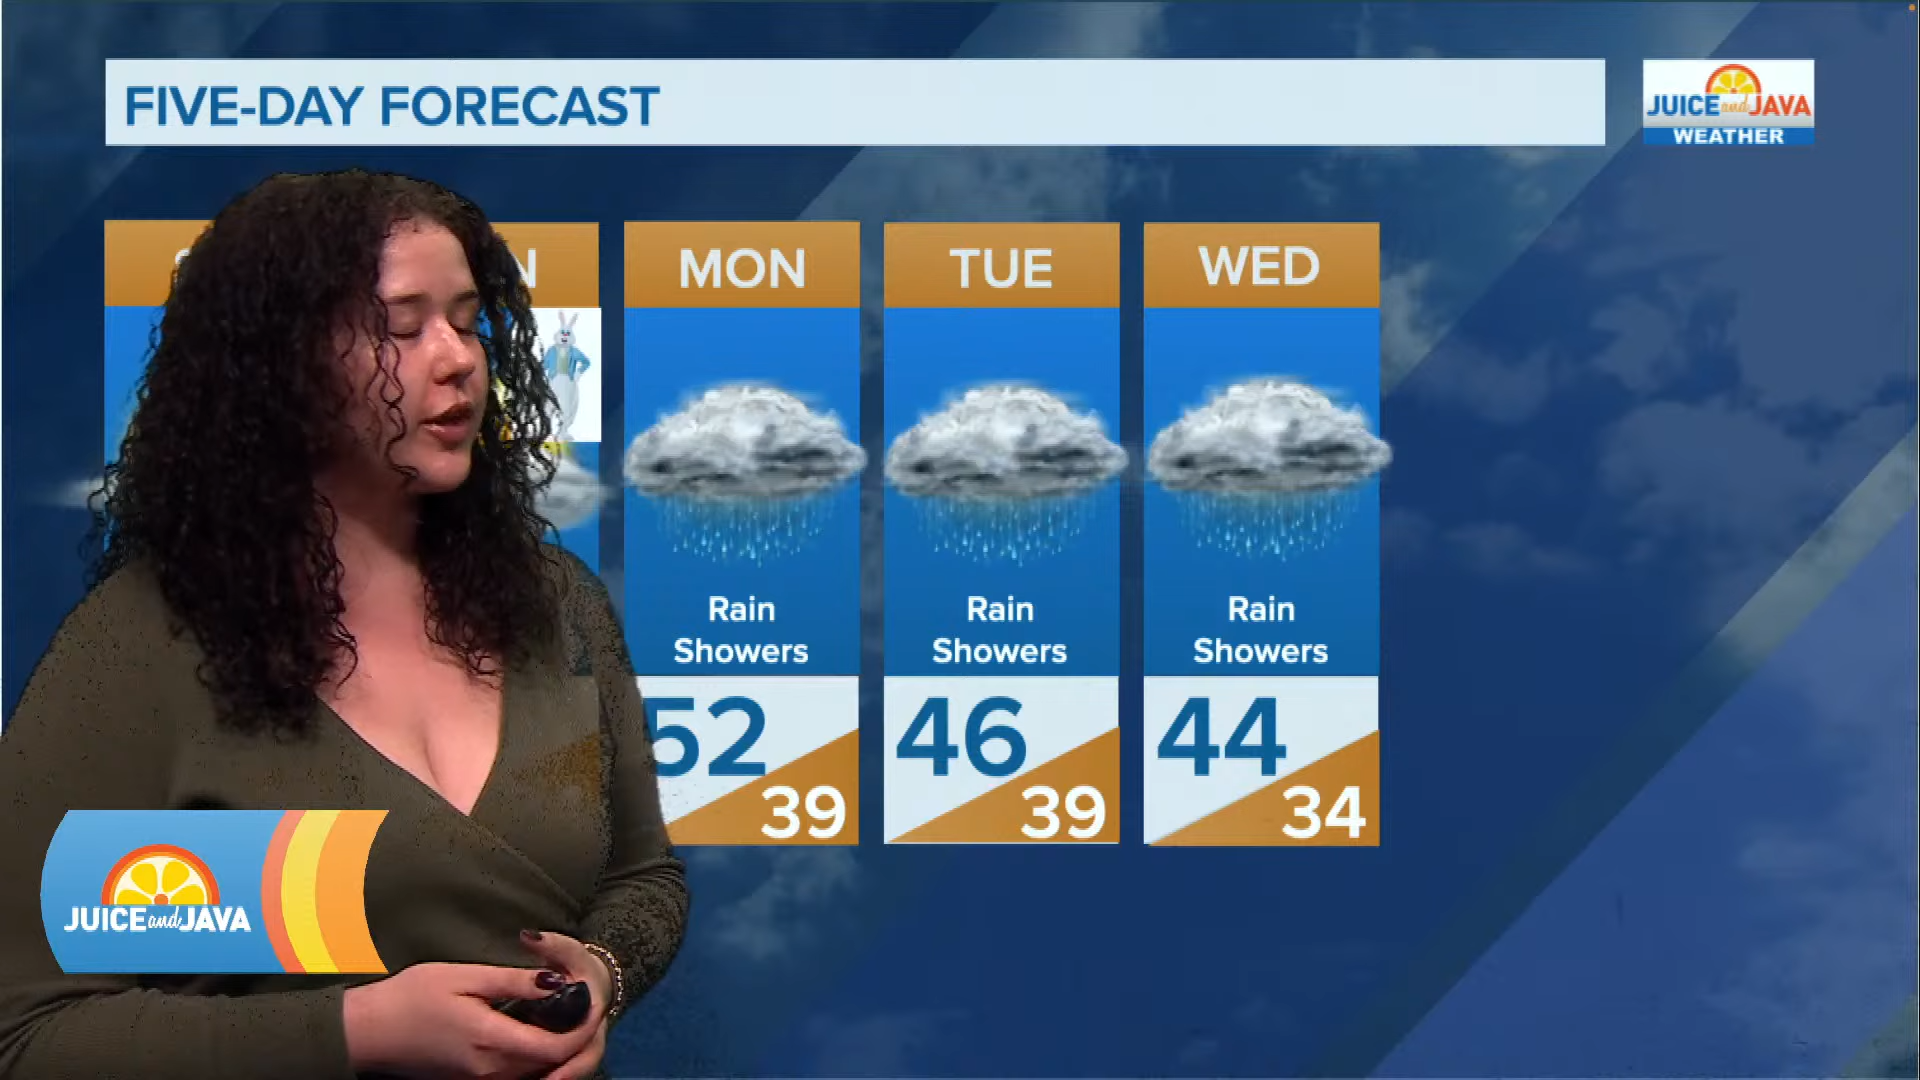 FIVE-DAY FORECAST
JUICE and JAVA
WEATHER
MON
TUE
WED
Rain
Showers
Rain
Showers
Rain
Showers
52
39
46
39
44
34
JUICE and JAVA